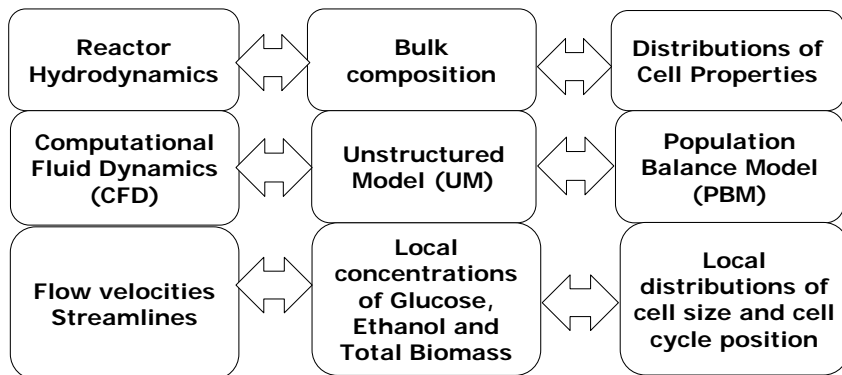 Reactor
Hydrodynamics
Bulk
composition
Distributions of
Cell Properties
Computational
Fluid Dynamics
(CFD)
Unstructured
Model (UM)
Population
Balance Model
(PBM)
Flow velocities
Streamlines
Local
concentrations
of Glucose,
Ethanol and
Total Biomass
Local
distributions of
cell size and cell
cycle position